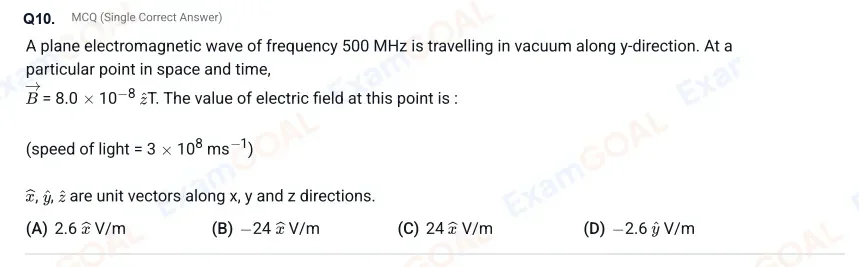 Q10. MCQ (Single Correct Answer)
A plane electromagnetic wave of frequency 500 MHz is travelling in vacuum along y-direction. At a
particular point in space and time,
$\overrightarrow{B}$ = 8.0 × 10⁻⁸ ẑT. The value of electric field at this point is :
(speed of light = 3 × 10⁸ ms⁻¹)
x̂, ŷ, ẑ are unit vectors along x, y and z directions.
(A) 2.6 x̂ V/m (B) −24 x̂ V/m (C) 24 x̂ V/m (D) −2.6 ŷ V/m